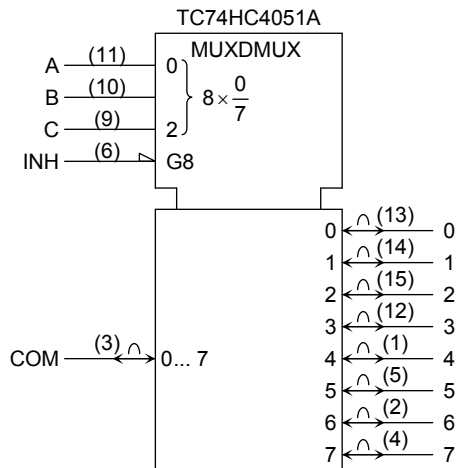 TC74HC4051A
MUXDMUX
A (11) 0
B (10) 8 × 0/7
C (9) 2
INH (6) G8
0 (13) 0
1 (14) 1
2 (15) 2
3 (12) 3
COM (3) 0... 7 4 (1) 4
5 (5) 5
6 (2) 6
7 (4) 7